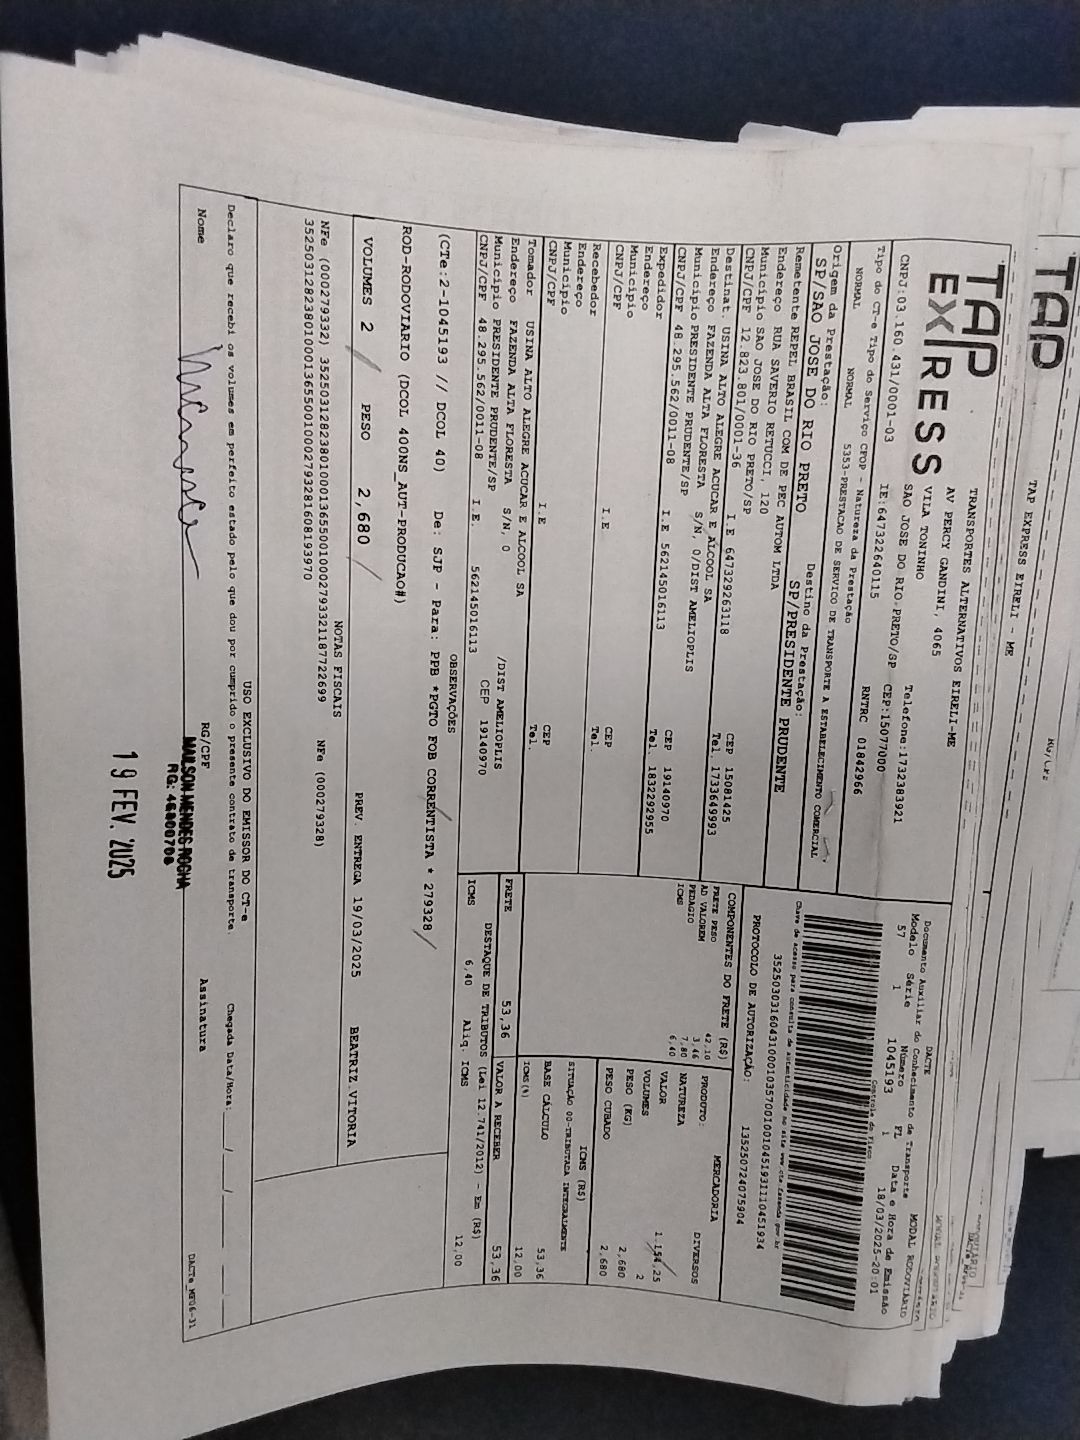 TAP
TAP EXPRESS EIRELI - ME
TAP
EXPRESS
TRANSPORTES ALTERNATIVOS EIRELI-ME
AV PERCY GANDINI, 4065
VILA TONINHO
SAO JOSE DO RIO PRETO/SP CEP:15077000
Telefone:1732383921
CNPJ:03.160.431/0001-03 IE:647322640115 RNTRC 01842966
DACTE
Documento Auxiliar do Conhecimento de Transporte
MODAL RODOVIÁRIO
Modelo Série Número FL Data e Hora de Emissão
57 1 1045193 1 18/03/2025-20:01
Controle do Fisco
Tipo do CT-e Tipo do Serviço CFOP - Natureza da Prestação
NORMAL NORMAL 5353-PRESTACAO DE SERVICO DE TRANSPORTE A ESTABELECIMENTO COMERCIAL
Chave de acesso para consulta de autenticidade no site www.cte.fazenda.gov.br
Origem da Prestação: Destino da Prestação:
SP/SAO JOSE DO RIO PRETO SP/PRESIDENTE PRUDENTE
PROTOCOLO DE AUTORIZAÇÃO: 135250724075904
Remetente REPEL BRASIL COM DE PEC AUTOM LTDA
Endereço RUA SAVERIO RETUCCI, 120
Município SAO JOSE DO RIO PRETO/SP CEP 15081425
CNPJ/CPF 12.823.801/0001-36 I.E 647329263118 Tel. 1733649993
Destinat. USINA ALTO ALEGRE ACUCAR E ALCOOL SA
Endereço FAZENDA ALTA FLORESTA S/N, 0/DIST AMELIOPLIS
Município PRESIDENTE PRUDENTE/SP CEP 19140970
CNPJ/CPF 48.295.562/0011-08 I.E 562145016113 Tel. 1832292955
Expedidor
Endereço
Município CEP
CNPJ/CPF I.E Tel.
Recebedor
Endereço
Município CEP
CNPJ/CPF I.E Tel.
Tomador USINA ALTO ALEGRE ACUCAR E ALCOOL SA
Endereço FAZENDA ALTA FLORESTA S/N, 0 /DIST AMELIOPLIS
Município PRESIDENTE PRUDENTE/SP CEP 19140970
CNPJ/CPF 48.295.562/0011-08 I.E. 562145016113
COMPONENTES DO FRETE (R$)
FRETE PESO 42,10
AD VALOREM 3,46
PEDAGIO 7,80
ICMS 6,40
PRODUTO: MERCADORIA
NATUREZA DIVERSOS
VALOR 1.154,25
VOLUMES 2
PESO (KG) 2,680
PESO CUBADO 2,680
ICMS (R$)
SITUAÇÃO 00-TRIBUTADA INTEGRALMENTE
BASE CÁLCULO 53,36
ICMS(%) 12,00
FRETE 53,36 VALOR A RECEBER 53,36
DESTAQUE DE TRIBUTOS (Lei 12.741/2012) - Em (R$)
ICMS 6,40 Aliq. ICMS 12,00
OBSERVAÇÕES
(CTe:2-1045193 // DCOL 40) De: SJP - Para: PPB *PGTO FOB CORRENTISTA * 279328
ROD-RODOVIARIO (DCOL 400NS_AUT-PRODUCAO#)
VOLUMES 2 PESO 2,680 PREV. ENTREGA 19/03/2025 BEATRIZ.VITORIA
NOTAS FISCAIS
NFe (000279332) NFe (000279328)
USO EXCLUSIVO DO EMISSOR DO CT-e
Declaro que recebi os volumes em perfeito estado pelo que dou por cumprido o presente contrato de transporte.
Chegada Data/Hora: __/__/__
Nome RG/CPF Assinatura
MAILSON MENDES ROCHA
19 FEV. 2025